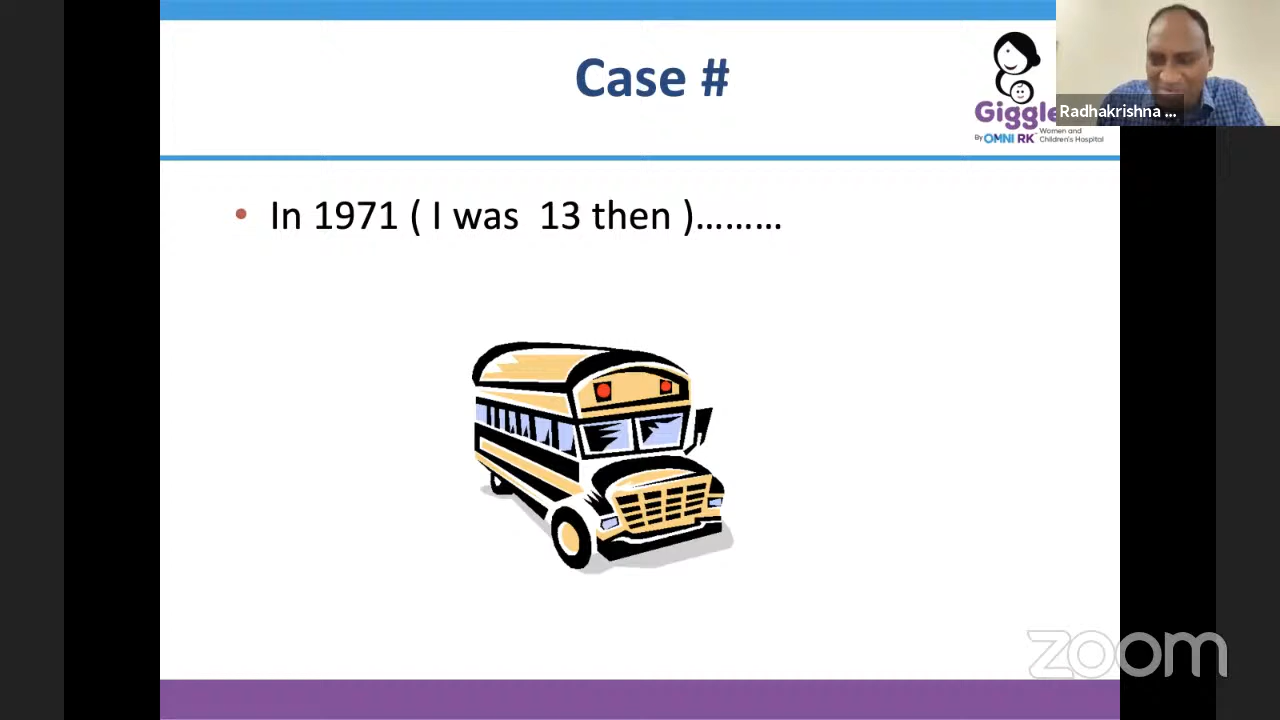 Case #
Giggle
By OMNI RK Women and
Children's Hospital
Radhakrishna ...
• In 1971 ( I was  13 then )………
zoom